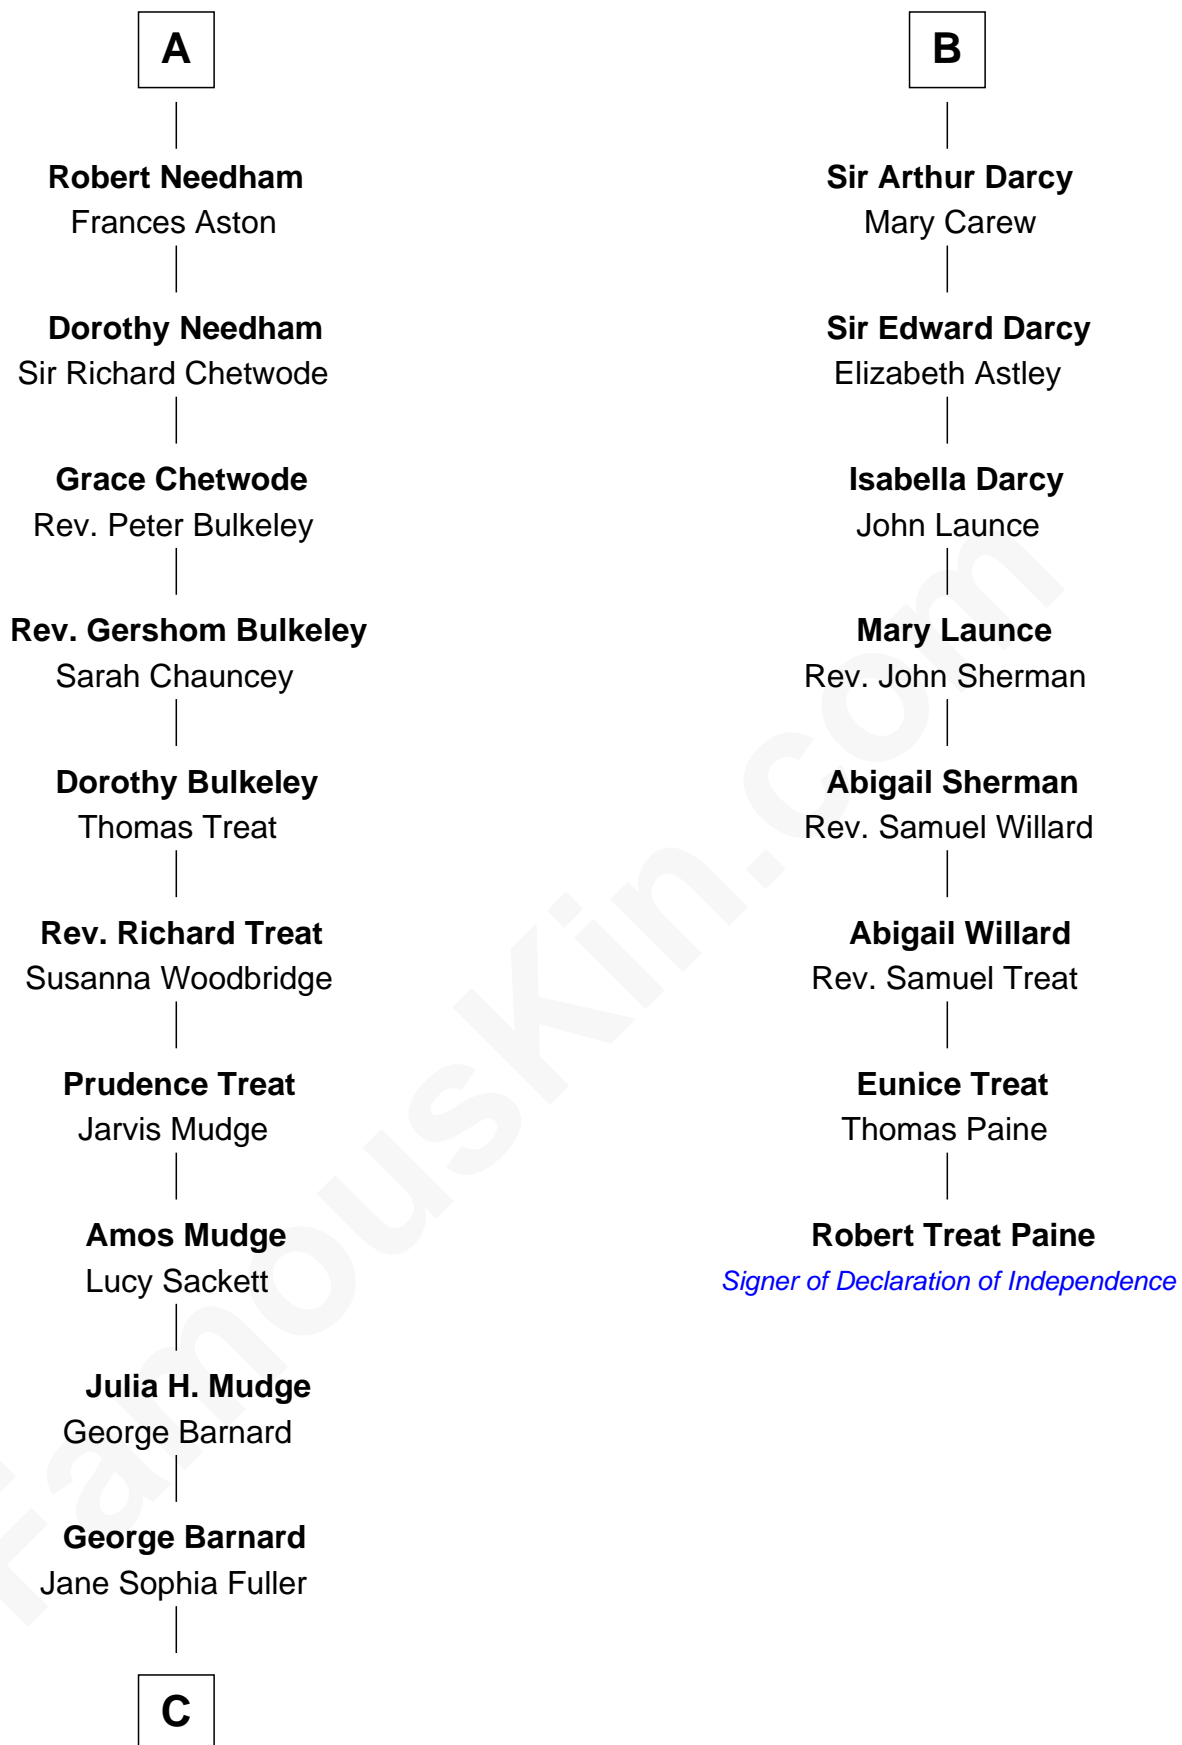 A
Robert Needham
Frances Aston
Dorothy Needham
Sir Richard Chetwode
Grace Chetwode
Rev. Peter Bulkeley
Rev. Gershom Bulkeley
Sarah Chauncey
Dorothy Bulkeley
Thomas Treat
Rev. Richard Treat
Susanna Woodbridge
Prudence Treat
Jarvis Mudge
Amos Mudge
Lucy Sackett
Julia H. Mudge
George Barnard
George Barnard
Jane Sophia Fuller
C
B
Sir Arthur Darcy
Mary Carew
Sir Edward Darcy
Elizabeth Astley
Isabella Darcy
John Launce
Mary Launce
Rev. John Sherman
Abigail Sherman
Rev. Samuel Willard
Abigail Willard
Rev. Samuel Treat
Eunice Treat
Thomas Paine
Robert Treat Paine
Signer of Declaration of Independence
FamousKin.com